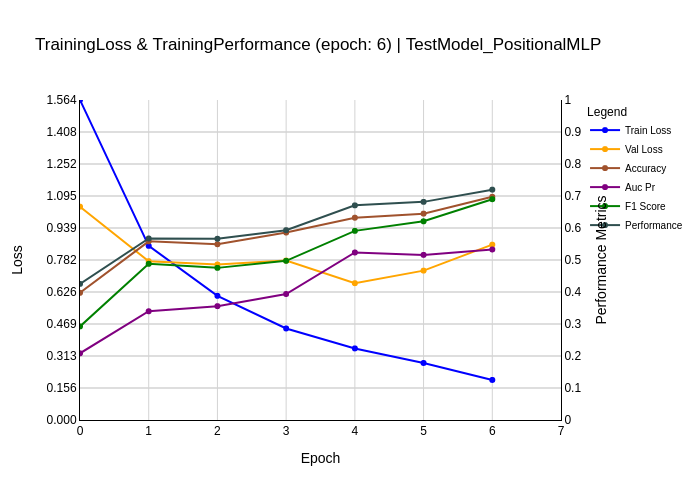 TrainingLoss & TrainingPerformance (epoch: 6) | TestModel_PositionalMLP
1.564
1.408
1.252
1.095
0.939
0.782
0.626
0.469
0.313
0.156
0.000
Loss
0
1
2
3
4
5
6
7
Epoch
1
0.9
0.8
0.7
0.6
0.5
0.4
0.3
0.2
0.1
0
Performance Metrics
Legend
Train Loss
Val Loss
Accuracy
Auc Pr
F1 Score
Performance